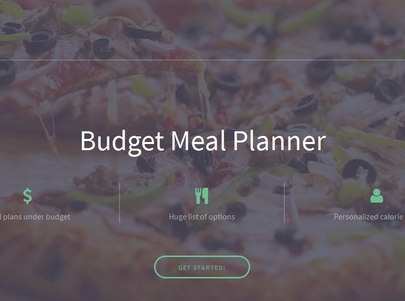 Budget Meal Planner
plans under budget
Huge list of options
Personalized calorie
GET STARTED!